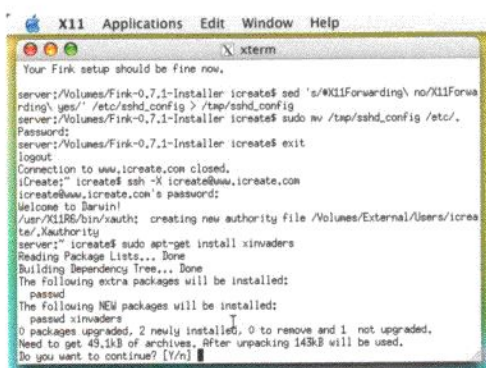 X11 Applications Edit Window Help
xterm
Your Fink setup should be fine now.
server:/Volumes/Fink-0.7.1-Installer icreate$ sed 's/#X11Forwarding\ no/X11Forwa
rding\ yes/' /etc/sshd_config > /tmp/sshd_config
server:/Volumes/Fink-0.7.1-Installer icreate$ sudo mv /tmp/sshd_config /etc/.
Password:
server:/Volumes/Fink-0.7.1-Installer icreate$ exit
logout
Connection to www.icreate.com closed.
iCreate:~ icreate$ ssh -X icreate@www.icreate.com
icreate@www.icreate.com's password:
Welcome to Darwin!
/usr/X11R6/bin/xauth: creating new authority file /Volumes/External/Users/icrea
te/.Xauthority
server:~ icreate$ sudo apt-get install xinvaders
Reading Package Lists... Done
Building Dependency Tree... Done
The following extra packages will be installed:
passwd
The following NEW packages will be installed:
passwd xinvaders
0 packages upgraded, 2 newly installed, 0 to remove and 1 not upgraded.
Need to get 49.1kB of archives. After unpacking 143kB will be used.
Do you want to continue? [Y/n]